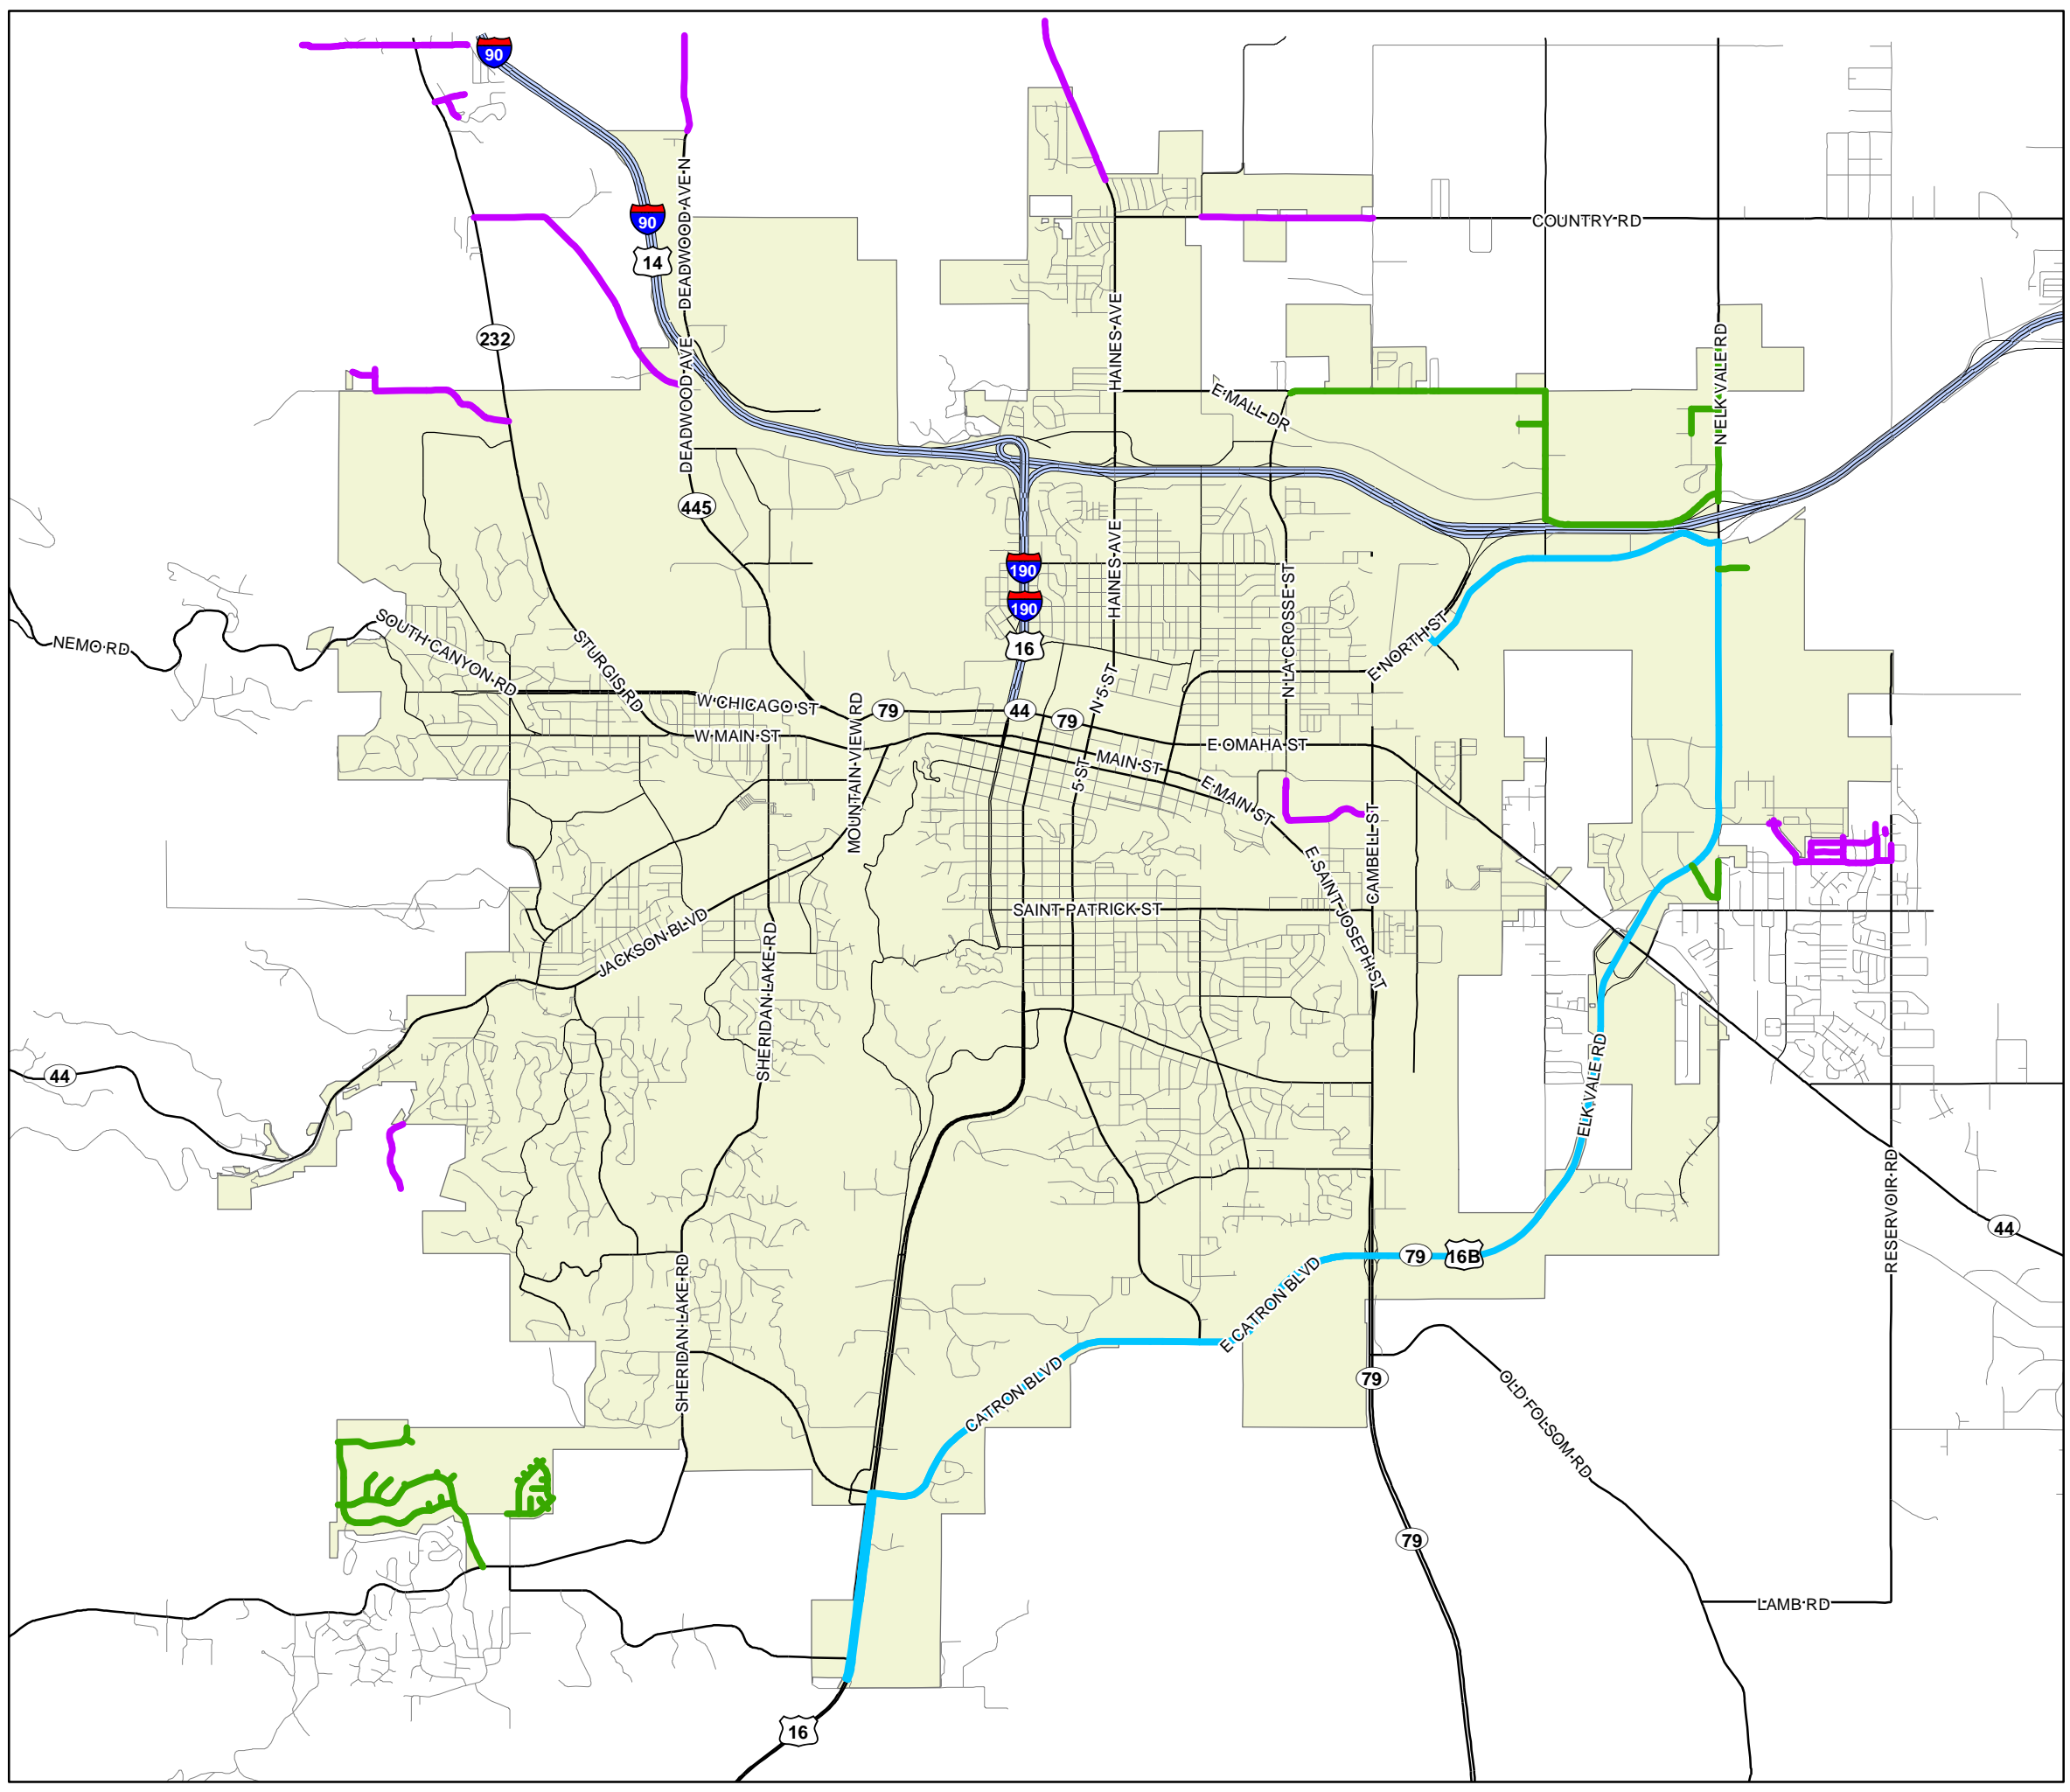 90
90
14
DEADWOOD AVE N
COUNTRY RD
232
DEADWOOD AVE
HAINES AVE
N ELK VALE RD
E MALL DR
445
HAINES AVE
190
190
16
N LA CROSSE ST
NEMO RD
SOUTH CANYON RD
STURGIS RD
E NORTH ST
W CHICAGO ST
MOUNTAIN VIEW RD
79
44
79
N 5 ST
W MAIN ST
E OMAHA ST
MAIN ST
5 ST
E MAIN ST
CAMBELL ST
E SAINT JOSEPH ST
SAINT PATRICK ST
JACKSON BLVD
SHERIDAN LAKE RD
44
ELK VALE RD
RESERVOIR RD
44
79
16B
E CATRON BLVD
SHERIDAN LAKE RD
CATRON BLVD
79
OLD FOLSOM RD
79
LAMB RD
16